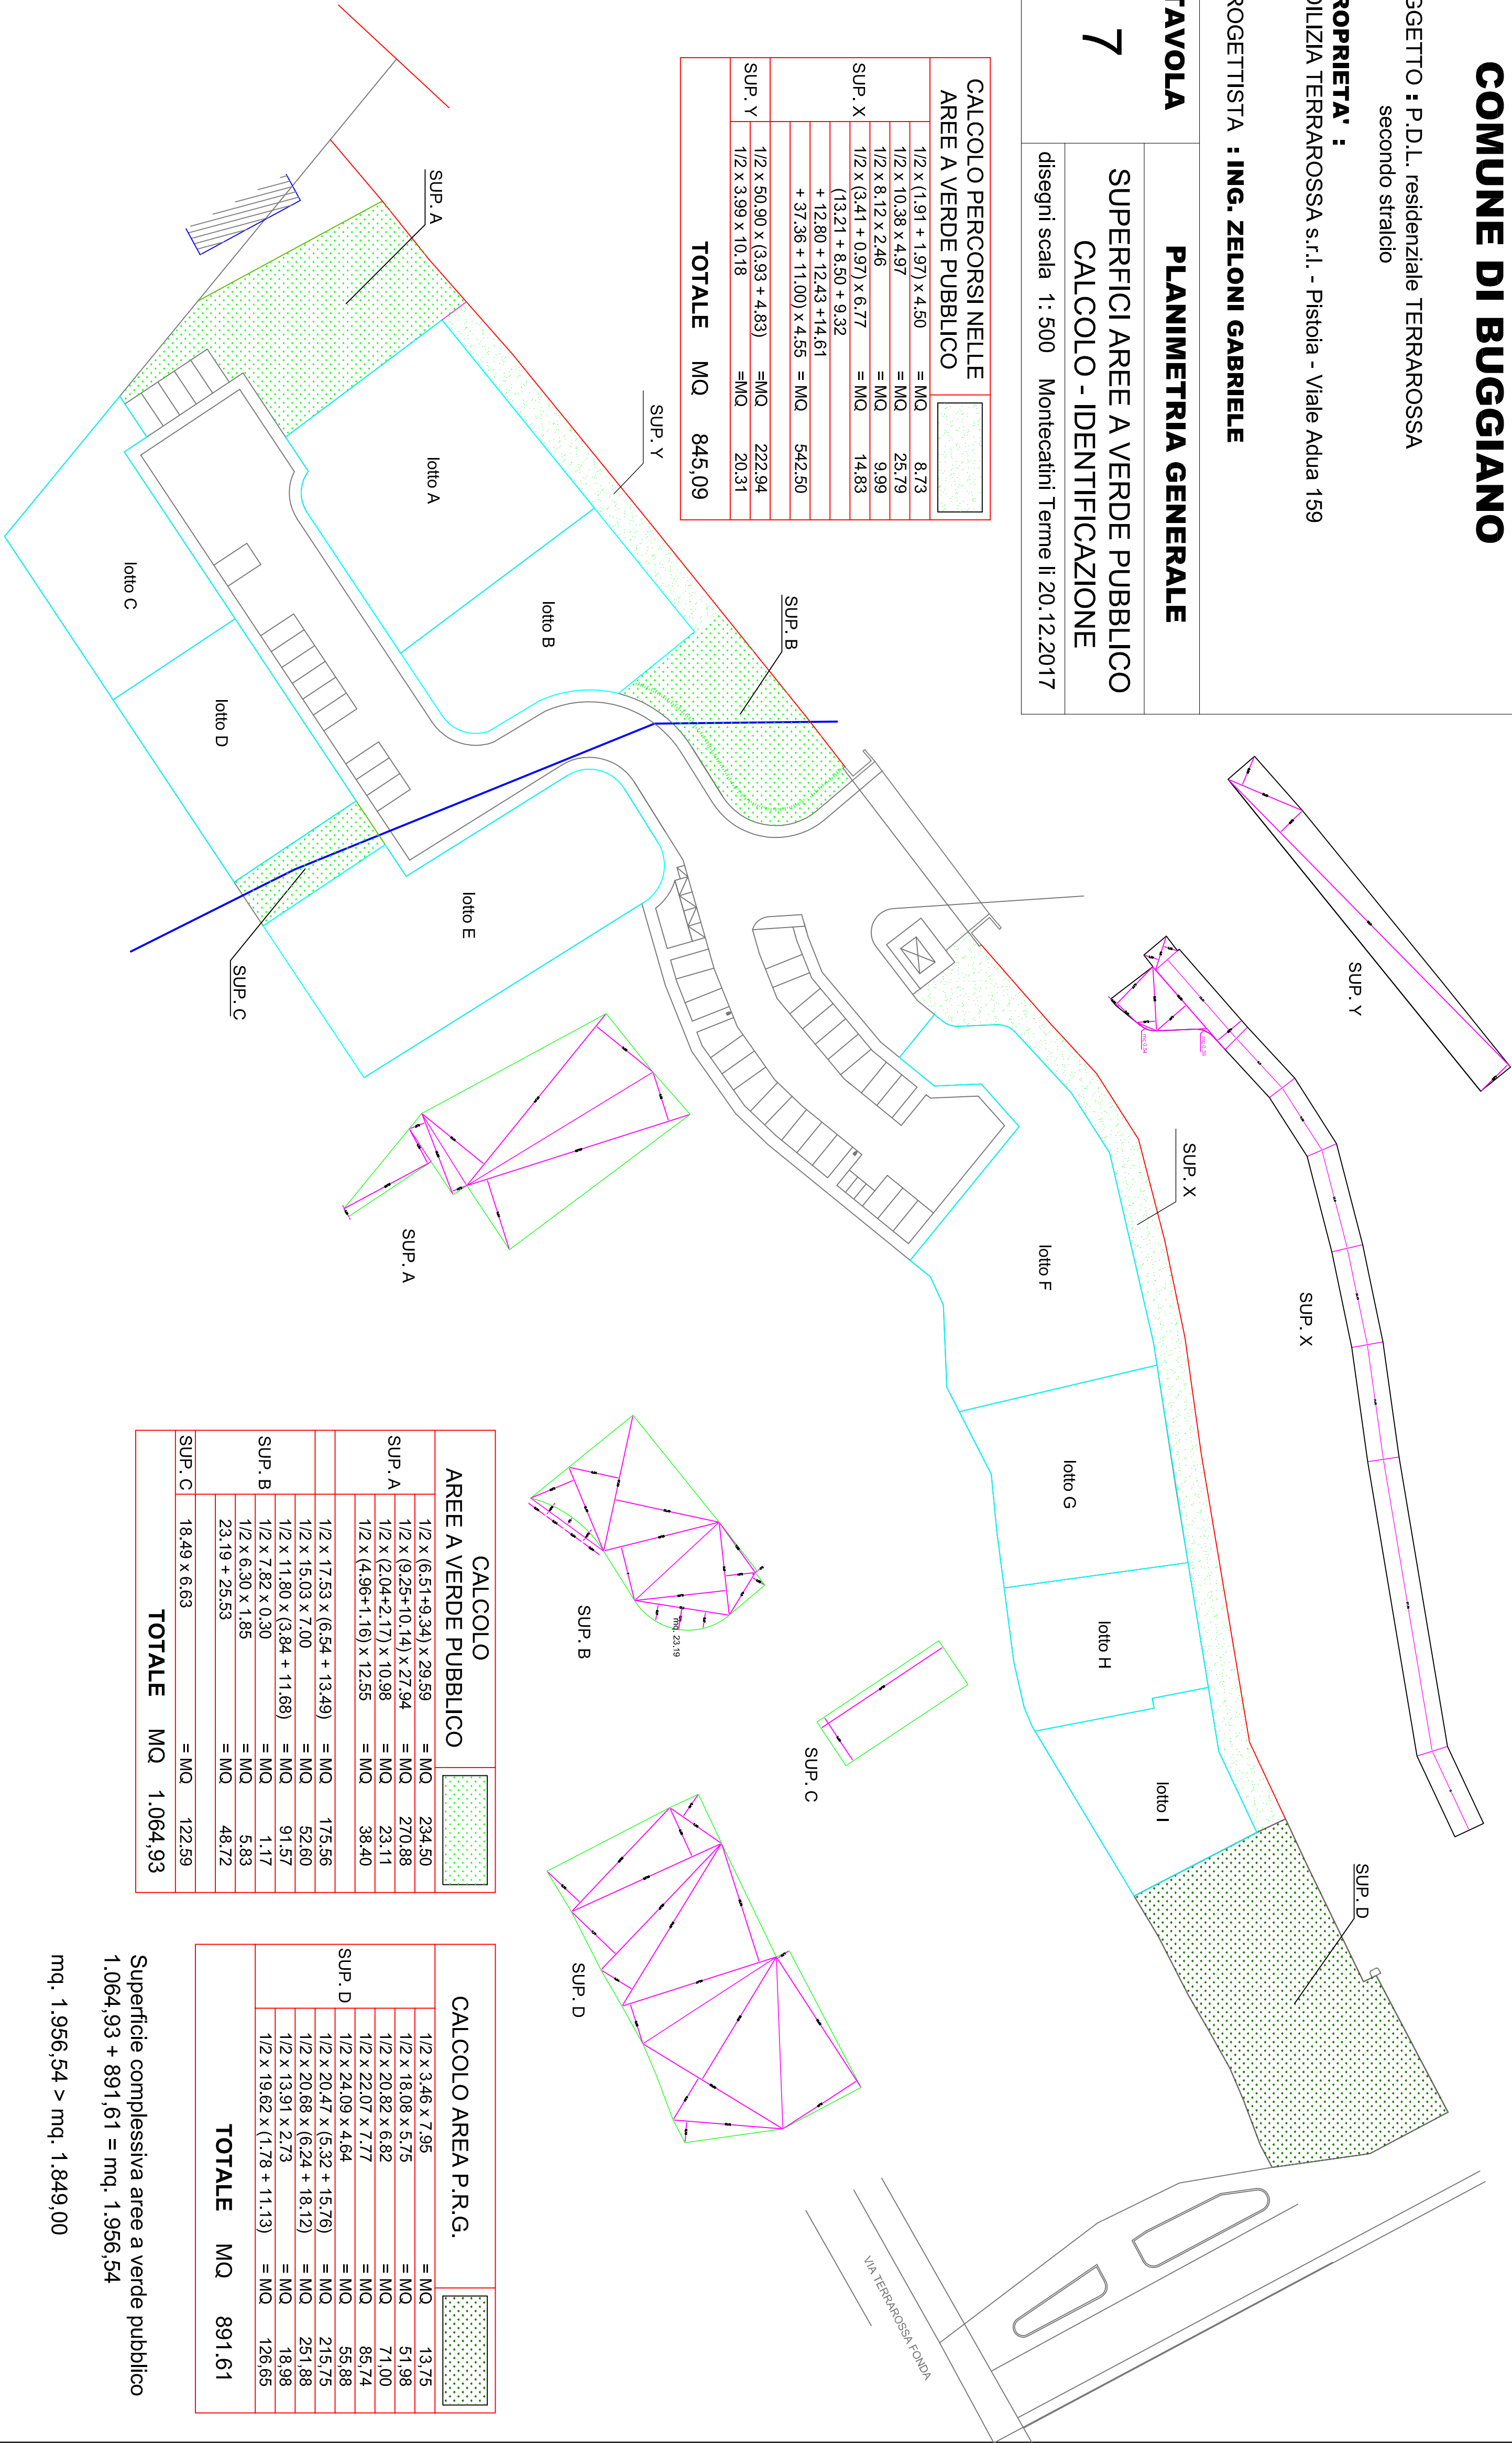 COMUNE DI BUGGIANO
GGETTO : P.D.L. residenziale TERRAROSSA
secondo stralcio
ROPRIETA' :
DILIZIA TERRAROSSA s.r.l. - Pistoia - Viale Adua 159
ROGETTISTA : ING. ZELONI GABRIELE
TAVOLA
7
PLANIMETRIA GENERALE
SUPERFICI AREE A VERDE PUBBLICO
CALCOLO - IDENTIFICAZIONE
disegni scala 1: 500 Montecatini Terme li 20.12.2017
CALCOLO PERCORSI NELLE
AREE A VERDE PUBBLICO
SUP. X
1/2 x (1.91 + 1.97) x 4.50 = MQ 8.73
1/2 x 10.38 x 4.97 = MQ 25.79
1/2 x 8.12 x 2.46 = MQ 9.99
1/2 x (3.41 + 0.97) x 6.77 = MQ 14.83
(13.21 + 8.50 + 9.32
+ 12.80 + 12.43 +14.61
+ 37.36 + 11.00) x 4.55 = MQ 542.50
SUP. Y
1/2 x 50.90 x (3.93 + 4.83) =MQ 222.94
1/2 x 3.99 x 10.18 =MQ 20.31
TOTALE MQ 845,09
SUP. A
SUP. Y
SUP. B
lotto A
lotto B
lotto C
lotto D
lotto E
SUP. C
SUP. Y
SUP. X
SUP. X
lotto F
lotto G
lotto H
lotto I
SUP. D
SUP. A
SUP. B
mq. 23.19
SUP. C
SUP. D
VIA TERRAROSSA FONDA
CALCOLO
AREE A VERDE PUBBLICO
SUP. A
1/2 x (6.51+9.34) x 29.59 = MQ 234.50
1/2 x (9.25+10.14) x 27.94 = MQ 270.88
1/2 x (2.04+2.17) x 10.98 = MQ 23.11
1/2 x (4.96+1.16) x 12.55 = MQ 38.40
SUP. B
1/2 x 17.53 x (6.54 + 13.49) = MQ 175.56
1/2 x 15.03 x 7.00 = MQ 52.60
1/2 x 11.80 x (3.84 + 11.68) = MQ 91.57
1/2 x 7.82 x 0.30 = MQ 1.17
1/2 x 6.30 x 1.85 = MQ 5.83
23.19 + 25.53 = MQ 48.72
SUP. C
18.49 x 6.63 = MQ 122.59
TOTALE MQ 1.064,93
CALCOLO AREA P.R.G.
SUP. D
1/2 x 3.46 x 7.95 = MQ 13,75
1/2 x 18.08 x 5.75 = MQ 51,98
1/2 x 20.82 x 6.82 = MQ 71,00
1/2 x 22.07 x 7.77 = MQ 85,74
1/2 x 24.09 x 4.64 = MQ 55,88
1/2 x 20.47 x (5.32 + 15.76) = MQ 215,75
1/2 x 20.68 x (6.24 + 18.12) = MQ 251,88
1/2 x 13.91 x 2.73 = MQ 18,98
1/2 x 19.62 x (1.78 + 11.13) = MQ 126,65
TOTALE MQ 891.61
Superficie complessiva aree a verde pubblico
1.064,93 + 891,61 = mq. 1.956,54
mq. 1.956,54 > mq. 1.849,00